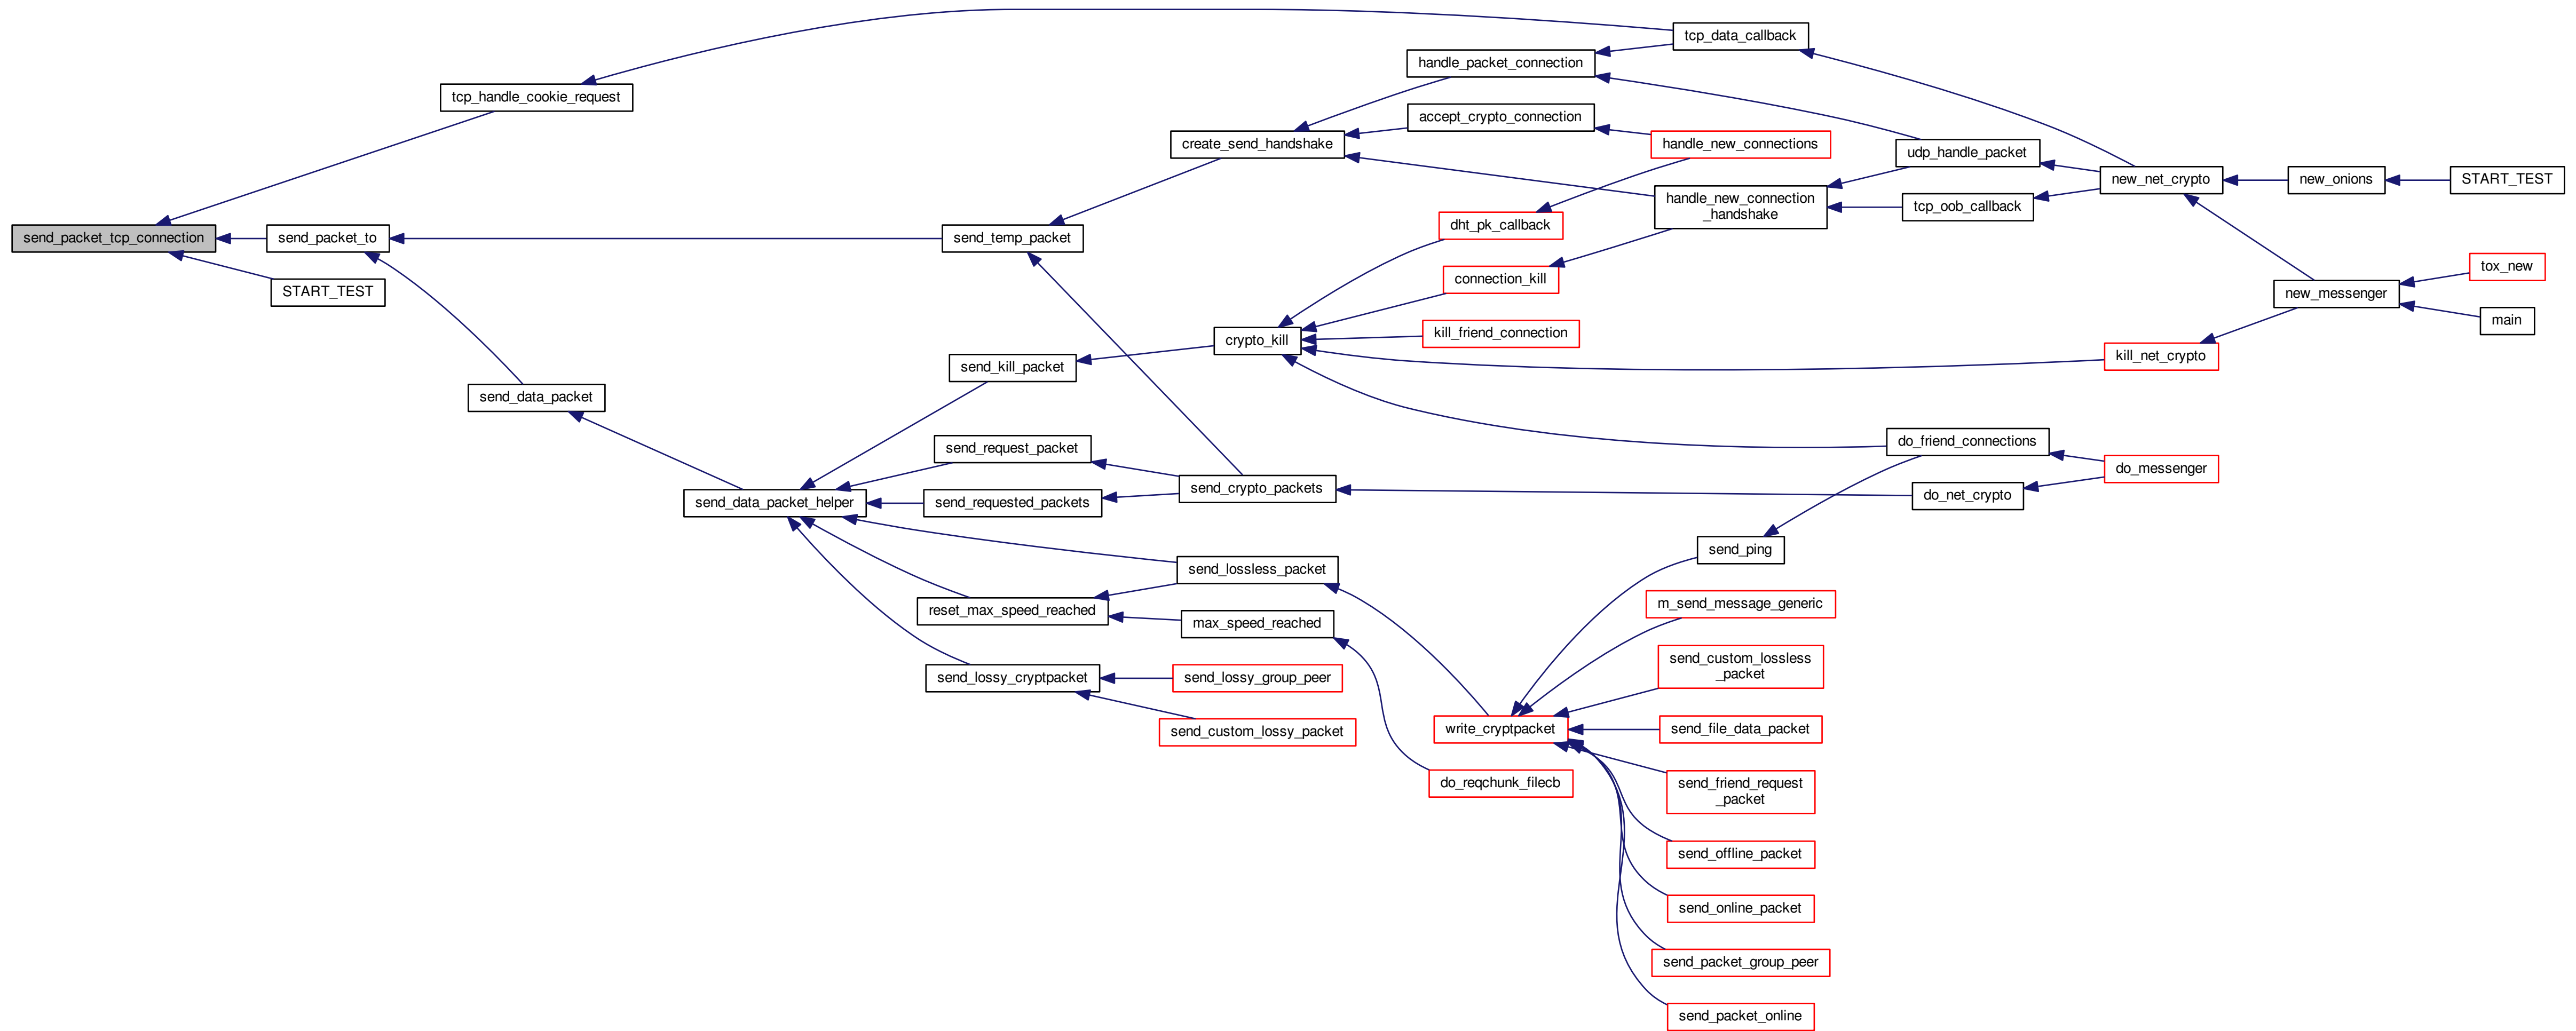 send_packet_tcp_connection
tcp_handle_cookie_request
send_packet_to
START_TEST
send_data_packet
send_data_packet_helper
send_temp_packet
send_kill_packet
send_request_packet
send_requested_packets
reset_max_speed_reached
send_lossy_cryptpacket
create_send_handshake
crypto_kill
send_crypto_packets
send_lossless_packet
max_speed_reached
send_lossy_group_peer
send_custom_lossy_packet
handle_packet_connection
accept_crypto_connection
dht_pk_callback
connection_kill
kill_friend_connection
write_cryptpacket
do_reqchunk_filecb
tcp_data_callback
handle_new_connections
handle_new_connection
_handshake
send_ping
m_send_message_generic
send_custom_lossless
_packet
send_file_data_packet
send_friend_request
_packet
send_offline_packet
send_online_packet
send_packet_group_peer
send_packet_online
udp_handle_packet
tcp_oob_callback
do_friend_connections
do_net_crypto
new_net_crypto
kill_net_crypto
do_messenger
new_onions
new_messenger
START_TEST
tox_new
main